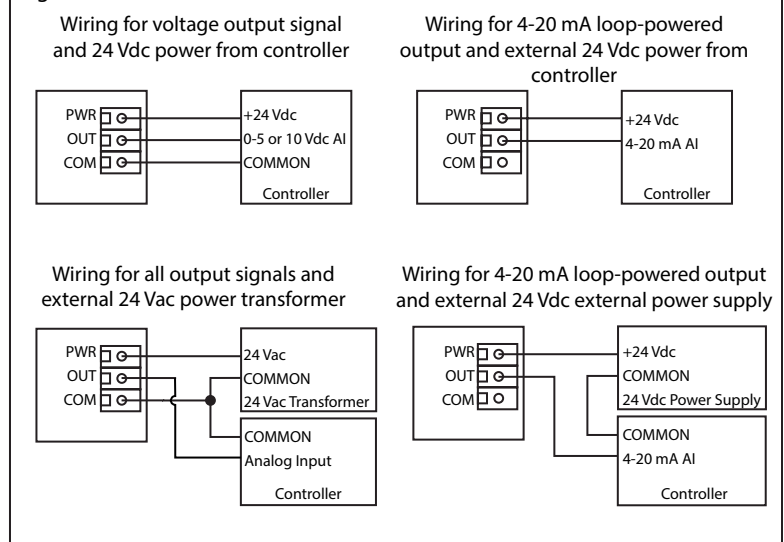 Wiring for voltage output signal
and 24 Vdc power from controller
PWR
OUT
COM
+24 Vdc
0-5 or 10 Vdc AI
COMMON
Controller
Wiring for 4-20 mA loop-powered
output and external 24 Vdc power from
controller
PWR
OUT
COM
+24 Vdc
4-20 mA AI
Controller
Wiring for all output signals and
external 24 Vac power transformer
PWR
OUT
COM
24 Vac
COMMON
24 Vac Transformer
COMMON
Analog Input
Controller
Wiring for 4-20 mA loop-powered output
and external 24 Vdc external power supply
PWR
OUT
COM
+24 Vdc
COMMON
24 Vdc Power Supply
COMMON
4-20 mA AI
Controller